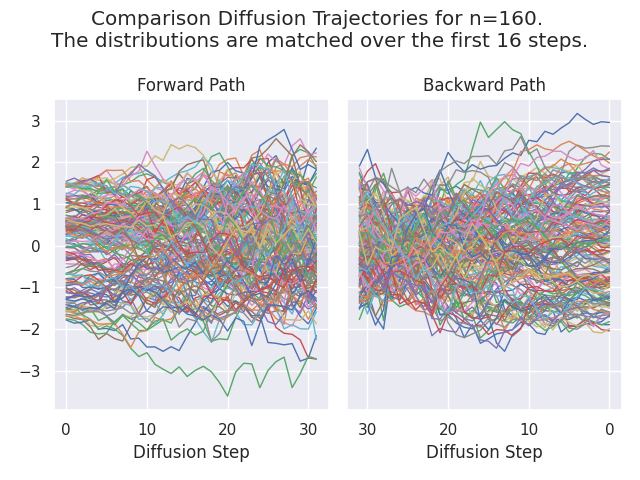 Comparison Diffusion Trajectories for n=160.
The distributions are matched over the first 16 steps.
Forward Path
Backward Path
3
2
1
0
−1
−2
−3
0 10 20 30
30 20 10 0
Diffusion Step
Diffusion Step